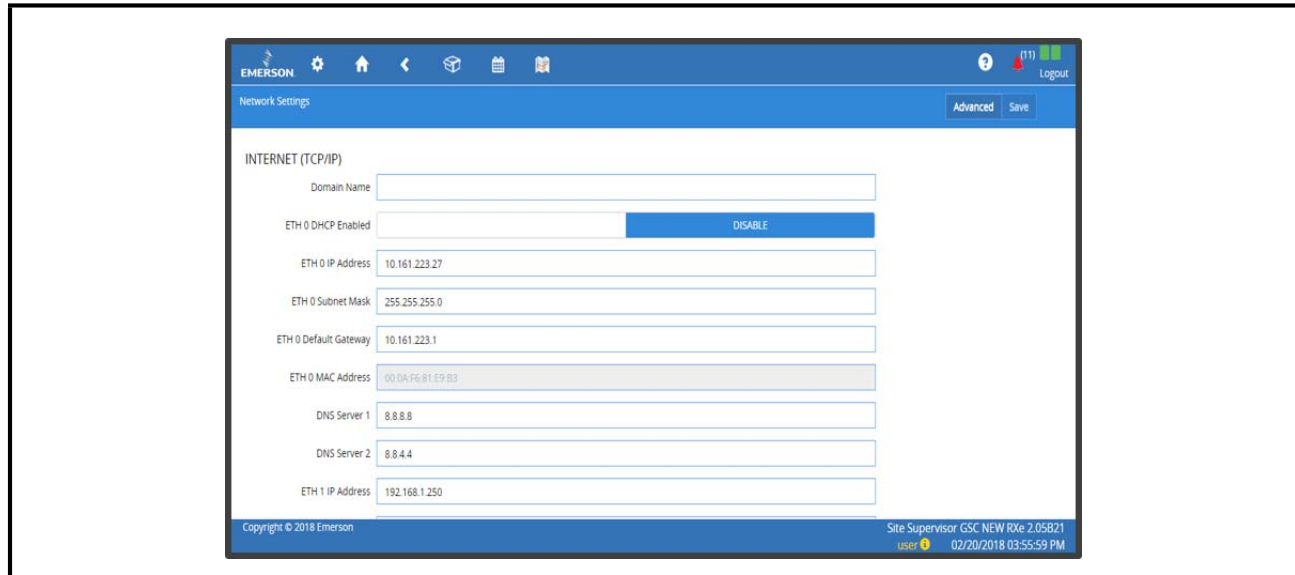 EMERSON
(11)
Logout
Network Settings
Advanced Save
INTERNET (TCP/IP)
Domain Name
ETH 0 DHCP Enabled DISABLE
ETH 0 IP Address 10.161.223.27
ETH 0 Subnet Mask 255.255.255.0
ETH 0 Default Gateway 10.161.223.1
ETH 0 MAC Address 00:0A:F6:81:E9:B3
DNS Server 1 8.8.8.8
DNS Server 2 8.8.4.4
ETH 1 IP Address 192.168.1.250
Copyright © 2018 Emerson Site Supervisor GSC NEW RXe 2.05B21
user 02/20/2018 03:55:59 PM